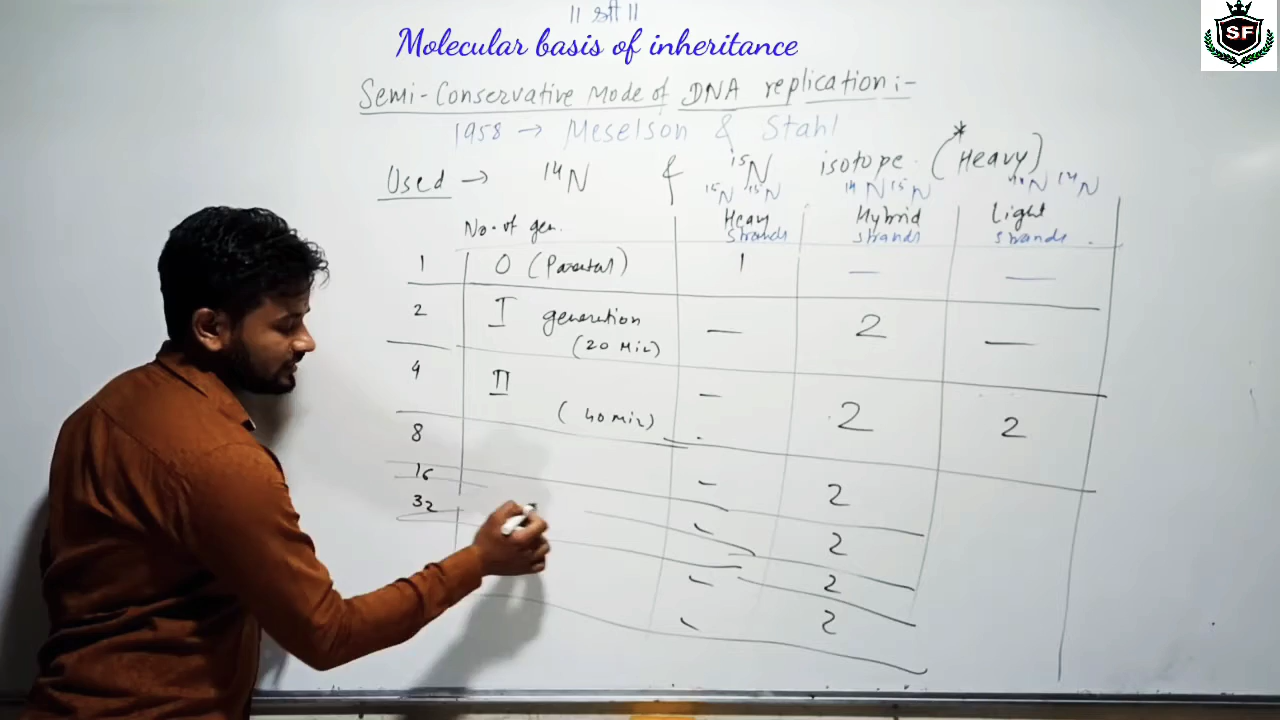 || श्री ||
SF
Molecular basis of inheritance
Semi-Conservative Mode of DNA replication :-
1958 → Meselson & Stahl
Used → 14N & 15N isotope. (Heavy)*
15N 15N 14N 15N 14N 14N
No. of gen. Heavy strands Hybrid strands Light strands
1 0 (Parental) 1 — —
2 I generation (20 Min) — 2 —
4 II (40 Min) - 2 2
8 - 2
16 - 2
32 - 2
- 2